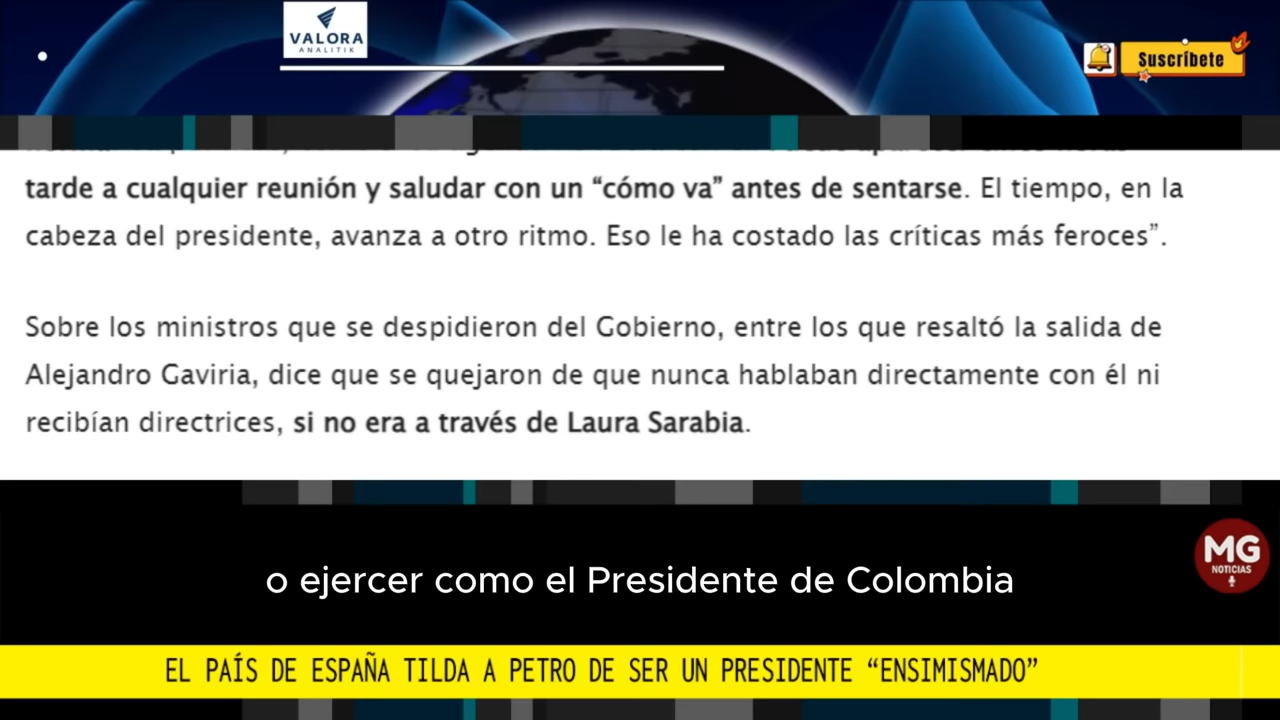 VALORA
ANALITIK
Suscríbete
tarde a cualquier reunión y saludar con un “cómo va” antes de sentarse. El tiempo, en la
cabeza del presidente, avanza a otro ritmo. Eso le ha costado las críticas más feroces”.
Sobre los ministros que se despidieron del Gobierno, entre los que resaltó la salida de
Alejandro Gaviria, dice que se quejaron de que nunca hablaban directamente con él ni
recibían directrices, si no era a través de Laura Sarabia.
MG
NOTICIAS
o ejercer como el Presidente de Colombia
EL PAÍS DE ESPAÑA TILDA A PETRO DE SER UN PRESIDENTE “ENSIMISMADO”